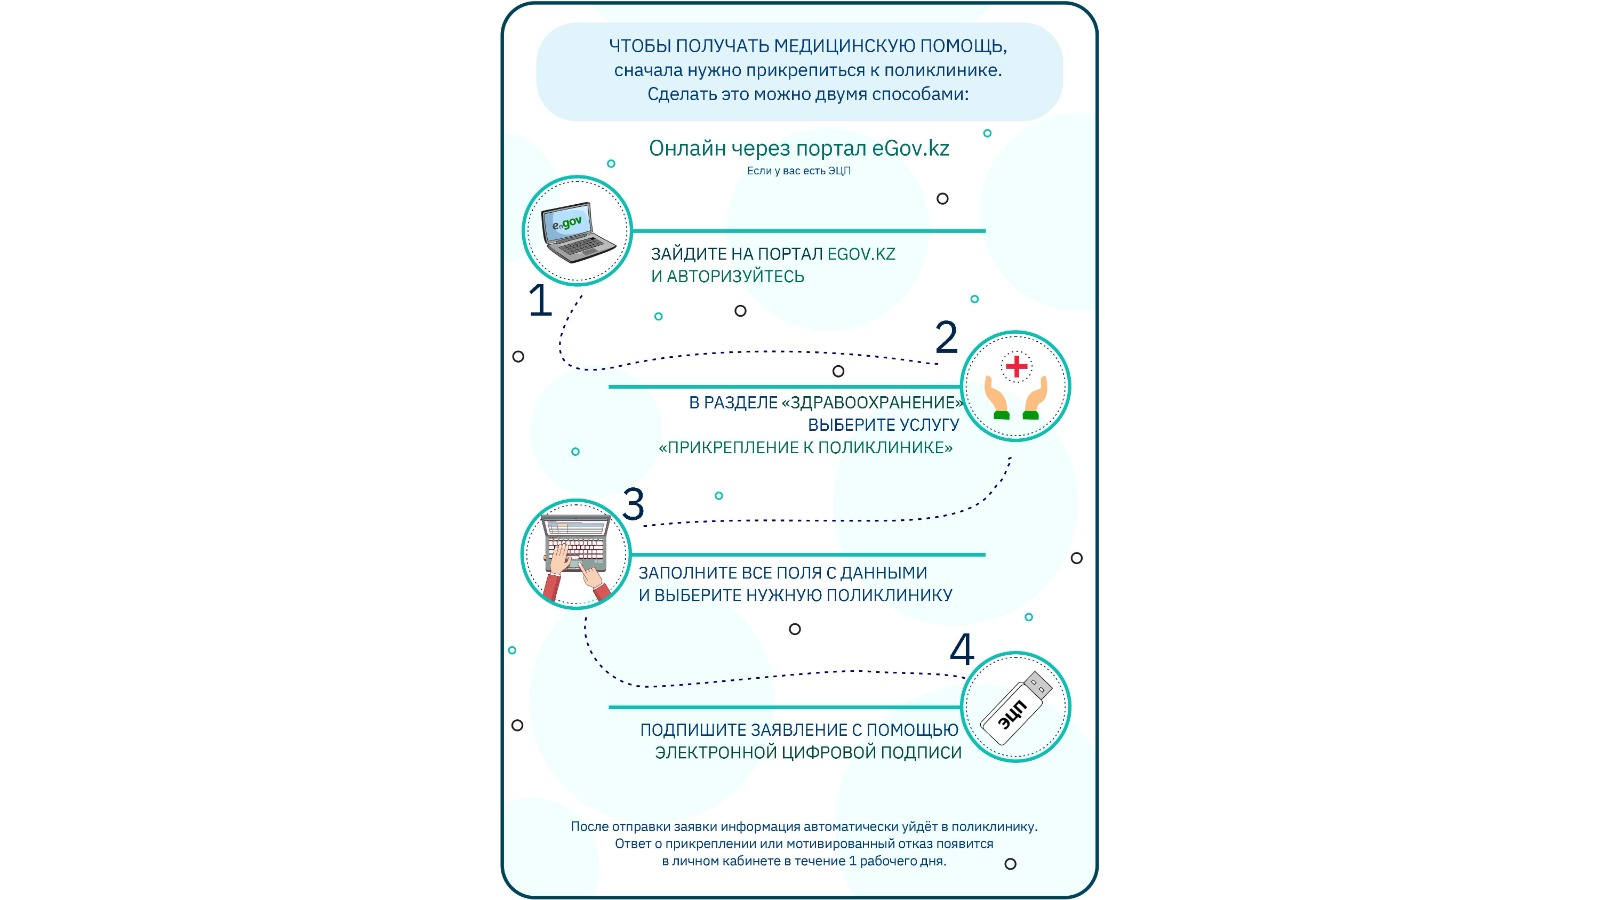 ЧТОБЫ ПОЛУЧАТЬ МЕДИЦИНСКУЮ ПОМОЩЬ,
сначала нужно прикрепиться к поликлинике.
Сделать это можно двумя способами:
Онлайн через портал eGov.kz
Если у вас есть ЭЦП
e.gov
ЗАЙДИТЕ НА ПОРТАЛ EGOV.KZ
И АВТОРИЗУЙТЕСЬ
1
2
В РАЗДЕЛЕ «ЗДРАВООХРАНЕНИЕ»
ВЫБЕРИТЕ УСЛУГУ
«ПРИКРЕПЛЕНИЕ К ПОЛИКЛИНИКЕ»
3
ЗАПОЛНИТЕ ВСЕ ПОЛЯ С ДАННЫМИ
И ВЫБЕРИТЕ НУЖНУЮ ПОЛИКЛИНИКУ
4
ЭЦП
ПОДПИШИТЕ ЗАЯВЛЕНИЕ С ПОМОЩЬЮ
ЭЛЕКТРОННОЙ ЦИФРОВОЙ ПОДПИСИ
После отправки заявки информация автоматически уйдёт в поликлинику.
Ответ о прикреплении или мотивированный отказ появится
в личном кабинете в течение 1 рабочего дня.